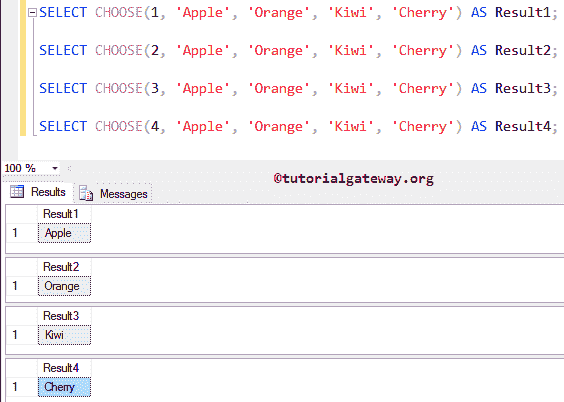 SELECT CHOOSE(1, 'Apple', 'Orange', 'Kiwi', 'Cherry') AS Result1;
SELECT CHOOSE(2, 'Apple', 'Orange', 'Kiwi', 'Cherry') AS Result2;
SELECT CHOOSE(3, 'Apple', 'Orange', 'Kiwi', 'Cherry') AS Result3;
SELECT CHOOSE(4, 'Apple', 'Orange', 'Kiwi', 'Cherry') AS Result4;
100 %
©tutorialgateway.org
Results Messages
Result1
1 Apple
Result2
1 Orange
Result3
1 Kiwi
Result4
1 Cherry